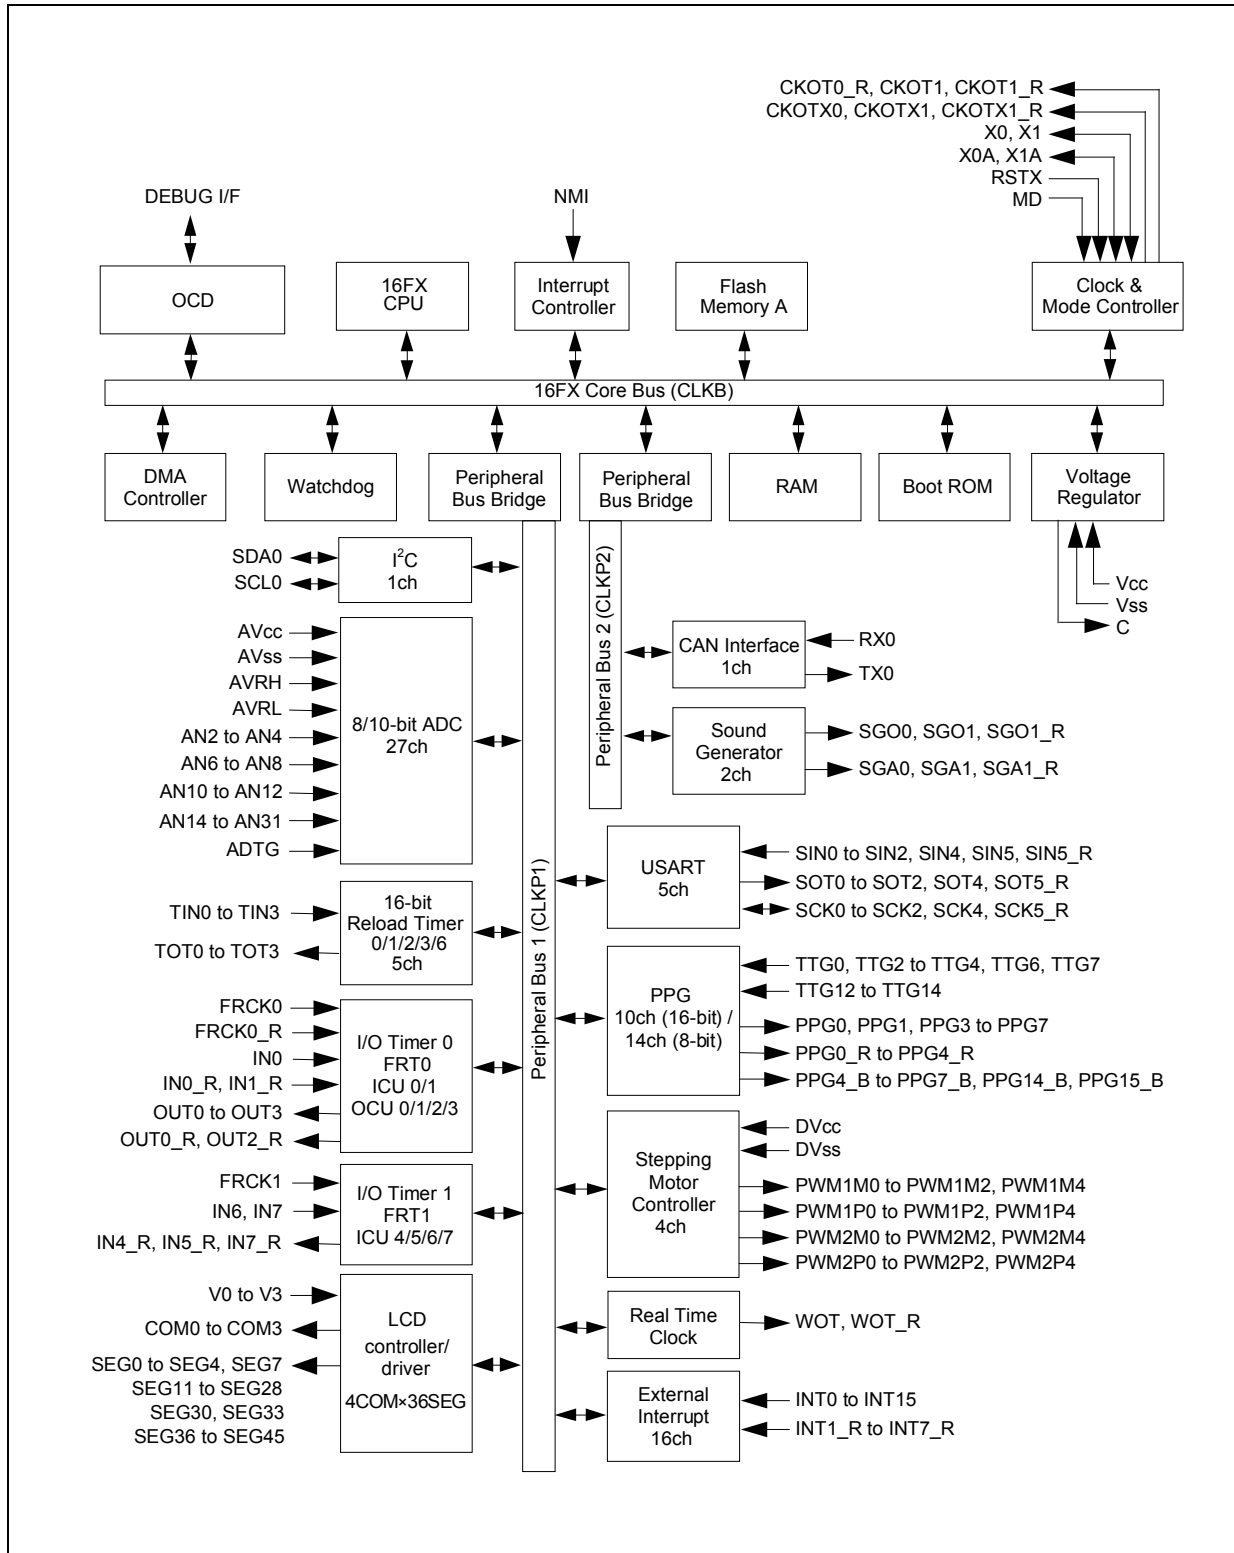 CKOT0_R, CKOT1, CKOT1_R
CKOTX0, CKOTX1, CKOTX1_R
X0, X1
X0A, X1A
RSTX
MD
DEBUG I/F
NMI
OCD
16FX
CPU
Interrupt
Controller
Flash
Memory A
Clock &
Mode Controller
16FX Core Bus (CLKB)
DMA
Controller
Watchdog
Peripheral
Bus Bridge
Peripheral
Bus Bridge
RAM
Boot ROM
Voltage
Regulator
Vcc
Vss
C
SDA0
SCL0
I²C
1ch
AVcc
AVss
AVRH
AVRL
AN2 to AN4
AN6 to AN8
AN10 to AN12
AN14 to AN31
ADTG
8/10-bit ADC
27ch
TIN0 to TIN3
TOT0 to TOT3
16-bit
Reload Timer
0/1/2/3/6
5ch
FRCK0
FRCK0_R
IN0
IN0_R, IN1_R
OUT0 to OUT3
OUT0_R, OUT2_R
I/O Timer 0
FRT0
ICU 0/1
OCU 0/1/2/3
FRCK1
IN6, IN7
IN4_R, IN5_R, IN7_R
I/O Timer 1
FRT1
ICU 4/5/6/7
V0 to V3
COM0 to COM3
SEG0 to SEG4, SEG7
SEG11 to SEG28
SEG30, SEG33
SEG36 to SEG45
LCD
controller/
driver
4COM×36SEG
Peripheral Bus 1 (CLKP1)
Peripheral Bus 2 (CLKP2)
CAN Interface
1ch
RX0
TX0
Sound
Generator
2ch
SGO0, SGO1, SGO1_R
SGA0, SGA1, SGA1_R
USART
5ch
SIN0 to SIN2, SIN4, SIN5, SIN5_R
SOT0 to SOT2, SOT4, SOT5_R
SCK0 to SCK2, SCK4, SCK5_R
PPG
10ch (16-bit) /
14ch (8-bit)
TTG0, TTG2 to TTG4, TTG6, TTG7
TTG12 to TTG14
PPG0, PPG1, PPG3 to PPG7
PPG0_R to PPG4_R
PPG4_B to PPG7_B, PPG14_B, PPG15_B
Stepping
Motor
Controller
4ch
DVcc
DVss
PWM1M0 to PWM1M2, PWM1M4
PWM1P0 to PWM1P2, PWM1P4
PWM2M0 to PWM2M2, PWM2M4
PWM2P0 to PWM2P2, PWM2P4
Real Time
Clock
WOT, WOT_R
External
Interrupt
16ch
INT0 to INT15
INT1_R to INT7_R